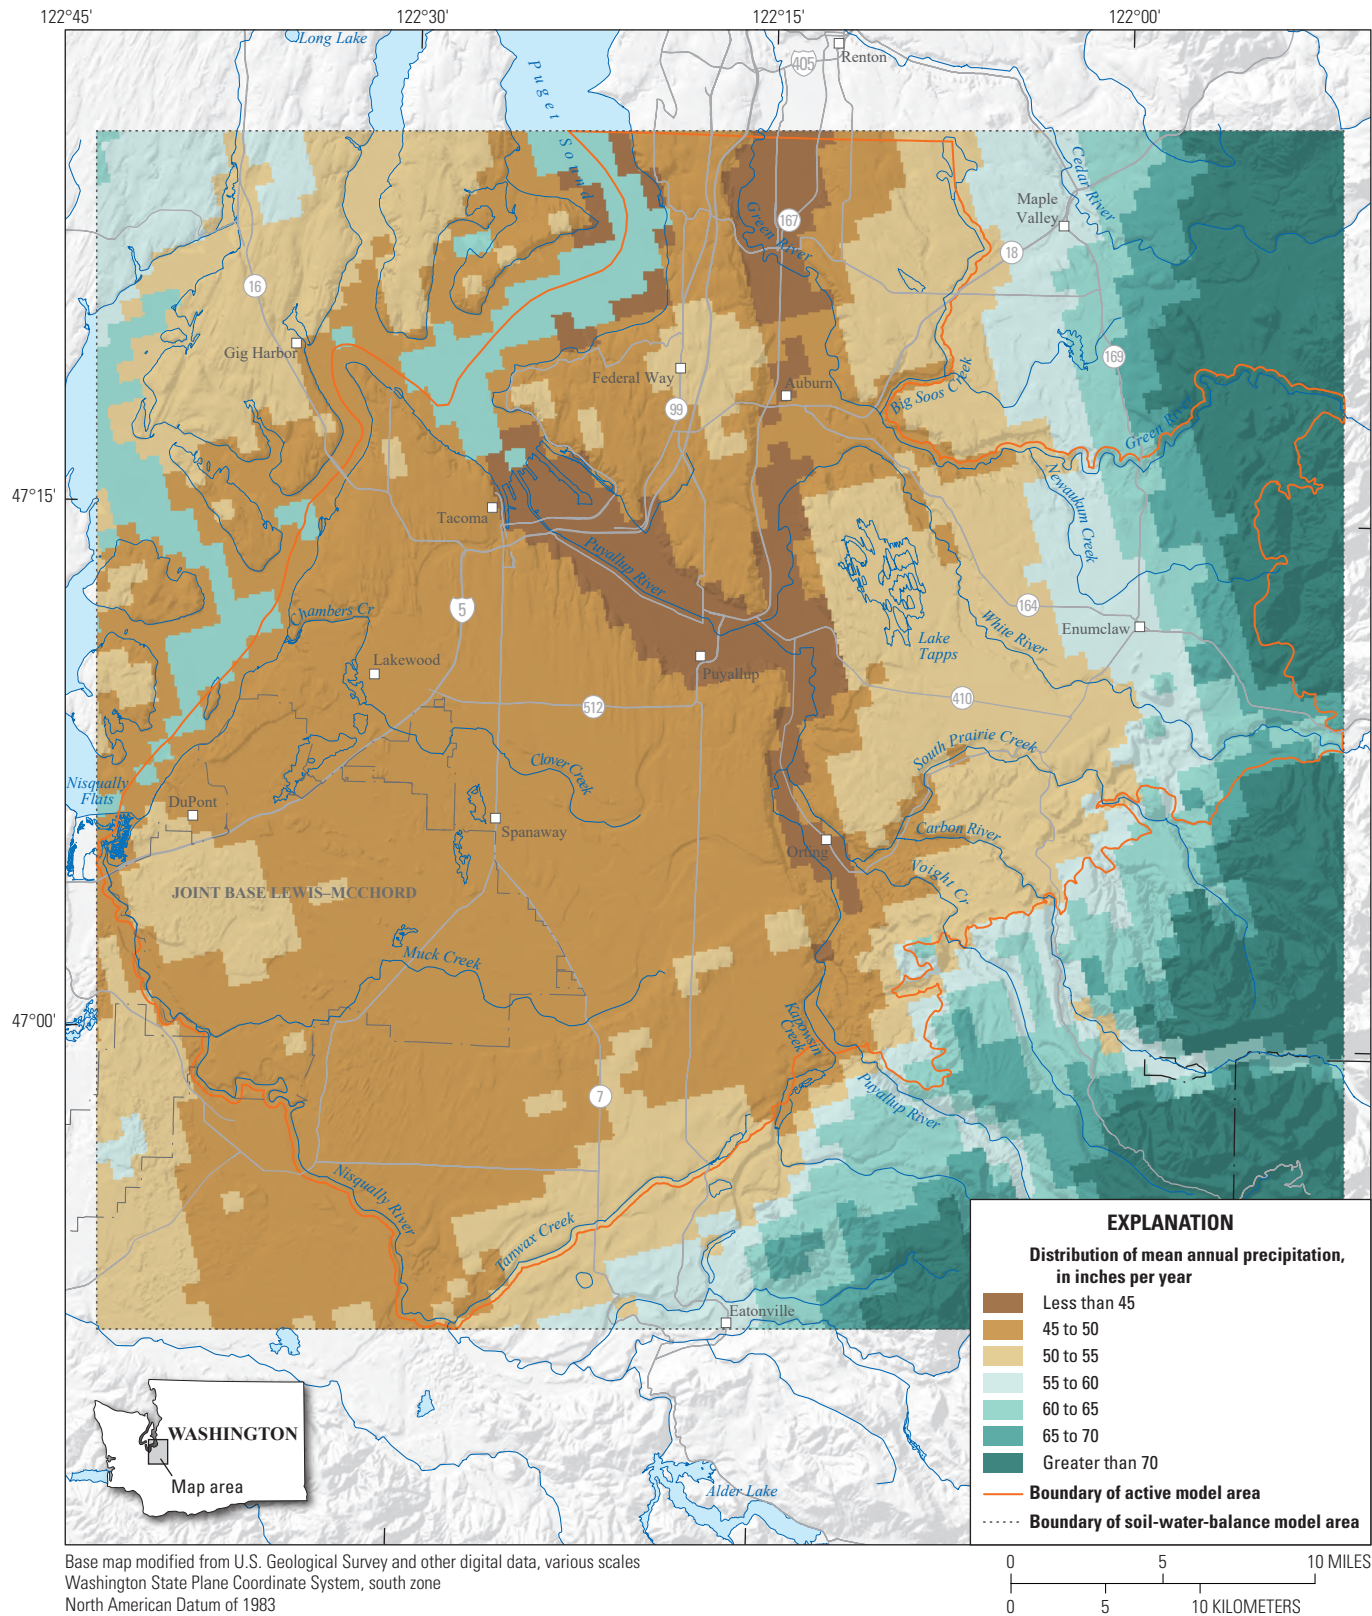 122°45' 122°30' 122°15' 122°00'
Long Lake
Puget Sound
405
Renton
Cedar River
Maple
Valley
167
Green River
18
16
Gig Harbor
169
Federal Way
Auburn
99
Big Soos Creek
Green River
47°15'
Newaukum Creek
Tacoma
Puyallup River
5
Chambers Cr
164
Enumclaw
White River
Lake
Tapps
Lakewood
Puyallup
512
410
South Prairie Creek
Clover Creek
Nisqually
Flats
DuPont
Spanaway
Carbon River
Orting
Voight Cr
JOINT BASE LEWIS–MCCHORD
Muck Creek
47°00'
Kapowsin
Creek
7
Puyallup River
Nisqually River
Tanwax Creek
Eatonville
EXPLANATION
Distribution of mean annual precipitation,
in inches per year
Less than 45
45 to 50
50 to 55
55 to 60
60 to 65
65 to 70
Greater than 70
Boundary of active model area
Boundary of soil-water-balance model area
WASHINGTON
Map area
Alder Lake
Base map modified from U.S. Geological Survey and other digital data, various scales
Washington State Plane Coordinate System, south zone
North American Datum of 1983
0 5 10 MILES
0 5 10 KILOMETERS